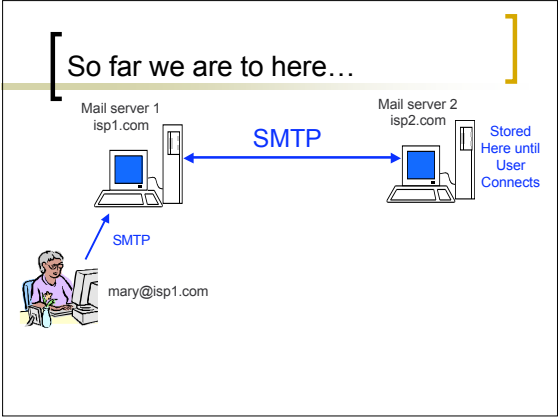 So far we are to here…
Mail server 1
isp1.com
SMTP
Mail server 2
isp2.com
Stored
Here until
User
Connects
SMTP
mary@isp1.com